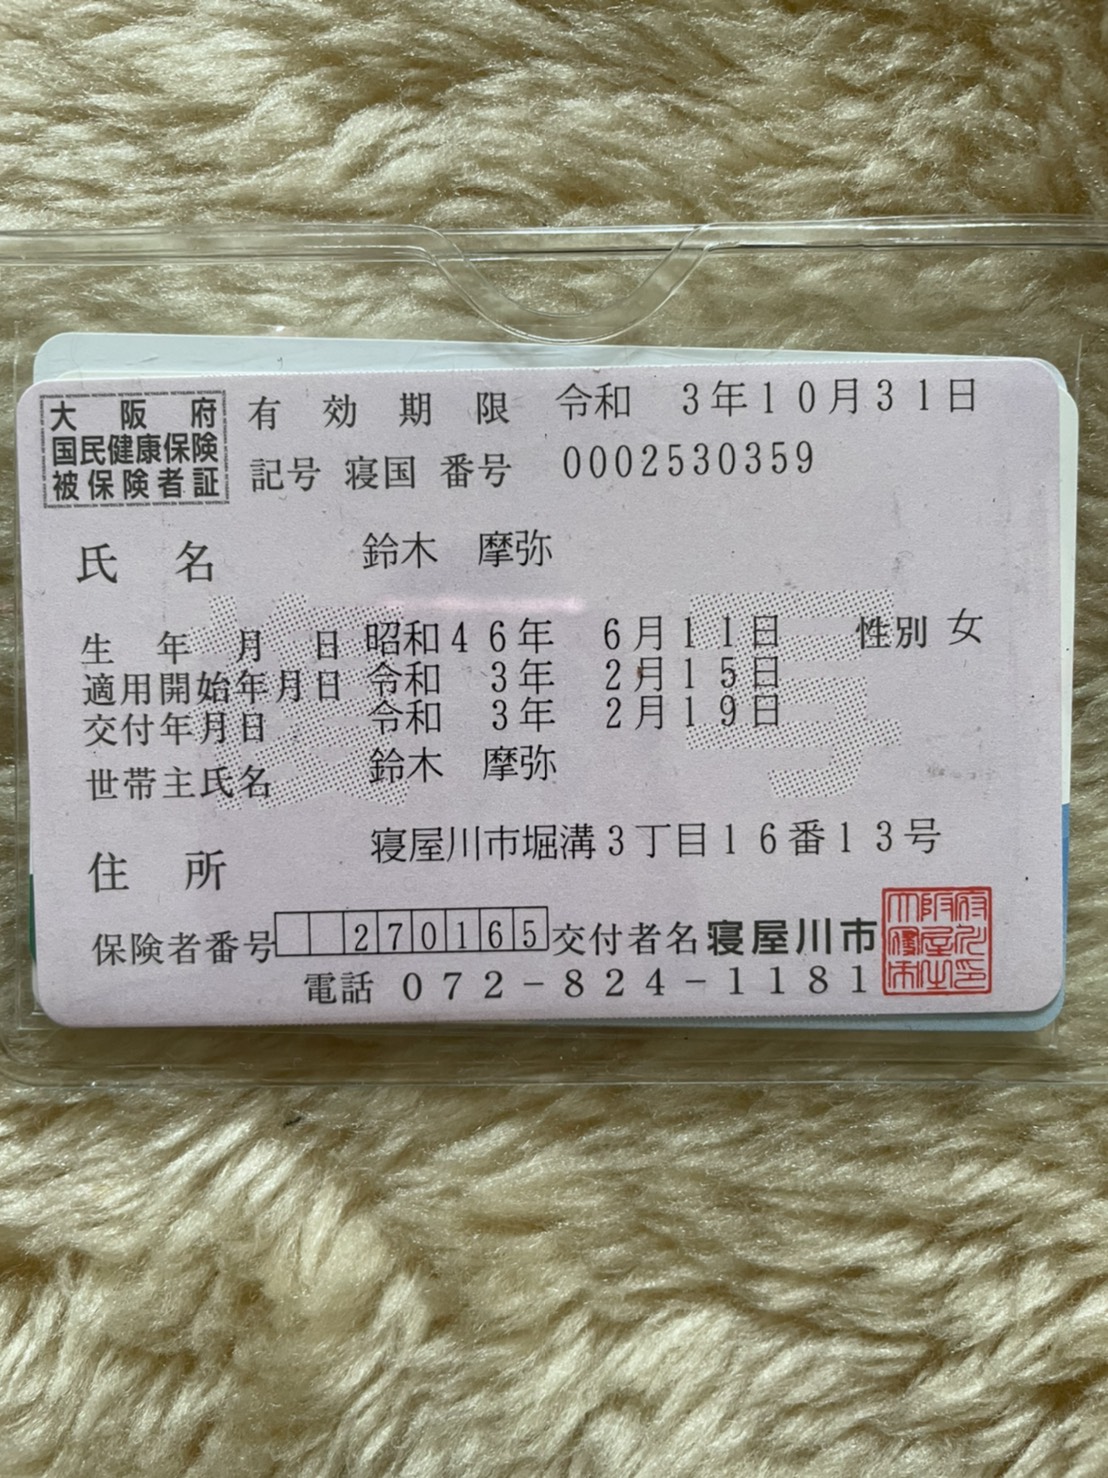 大阪府 有効期限 令和 3年10月31日
国民健康保険
被保険者証 記号 寝国 番号 0002530359
氏名 鈴木 摩弥
生年月日 昭和46年 6月11日 性別 女
適用開始年月日 令和 3年 2月15日
交付年月日 令和 3年 2月19日
世帯主氏名 鈴木 摩弥
住所 寝屋川市堀溝3丁目16番13号
保険者番号 270165 交付者名 寝屋川市
電話 072-824-1181
複写